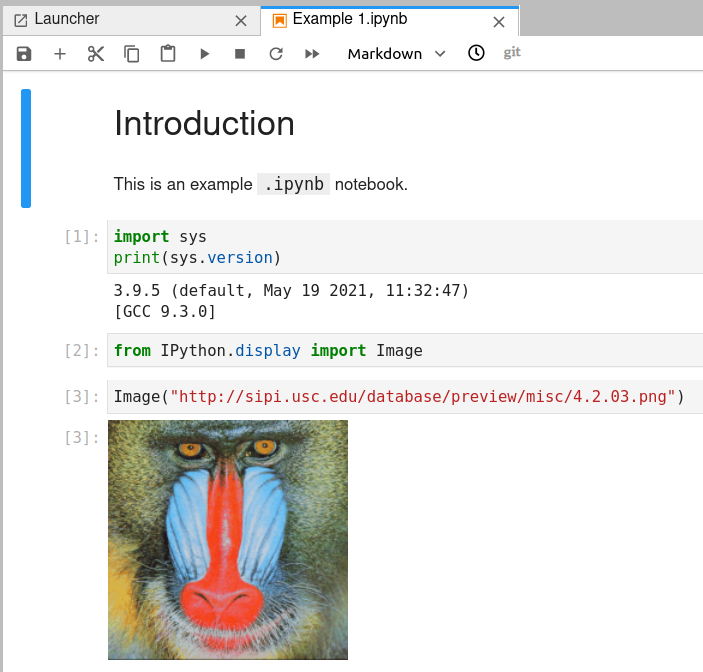 Launcher
Example 1.ipynb
Markdown
git
Introduction
This is an example .ipynb notebook.
[1]: import sys
print(sys.version)
3.9.5 (default, May 19 2021, 11:32:47)
[GCC 9.3.0]
[2]: from IPython.display import Image
[3]: Image("http://sipi.usc.edu/database/preview/misc/4.2.03.png")
[3]: